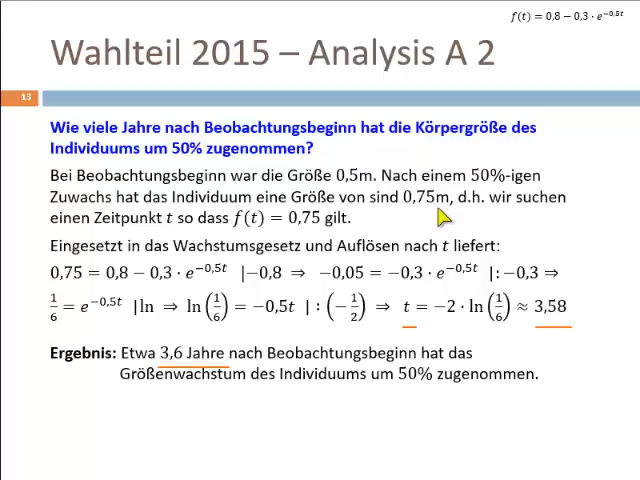 f(t) = 0,8 − 0,3 · e^{−0,5t}
Wahlteil 2015 – Analysis A 2
13
Wie viele Jahre nach Beobachtungsbeginn hat die Körpergröße des
Individuums um 50% zugenommen?
Bei Beobachtungsbeginn war die Größe 0,5m. Nach einem 50%-igen
Zuwachs hat das Individuum eine Größe von sind 0,75m, d.h. wir suchen
einen Zeitpunkt t so dass f(t) = 0,75 gilt.
Eingesetzt in das Wachstumsgesetz und Auflösen nach t liefert:
0,75 = 0,8 − 0,3 · e^{−0,5t} |−0,8 ⇒ −0,05 = −0,3 · e^{−0,5t} |: −0,3 ⇒
1/6 = e^{−0,5t} |ln ⇒ ln(1/6) = −0,5t | : (−1/2) ⇒ t = −2 · ln(1/6) ≈ 3,58
Ergebnis: Etwa 3,6 Jahre nach Beobachtungsbeginn hat das
Größenwachstum des Individuums um 50% zugenommen.